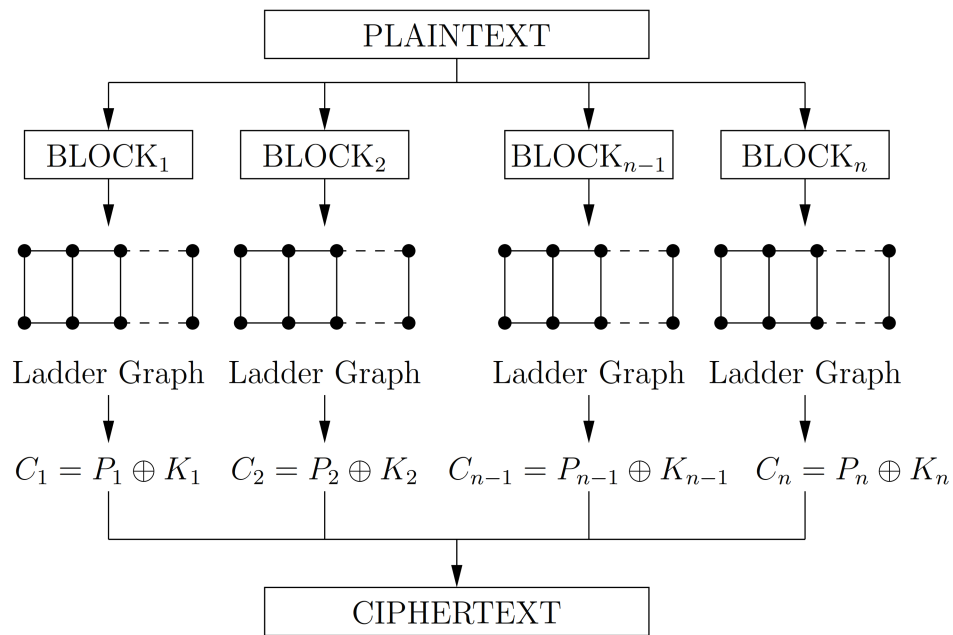 PLAINTEXT
BLOCK₁ BLOCK₂ BLOCKₙ₋₁ BLOCKₙ
Ladder Graph Ladder Graph Ladder Graph Ladder Graph
C₁ = P₁ ⊕ K₁ C₂ = P₂ ⊕ K₂ Cₙ₋₁ = Pₙ₋₁ ⊕ Kₙ₋₁ Cₙ = Pₙ ⊕ Kₙ
CIPHERTEXT